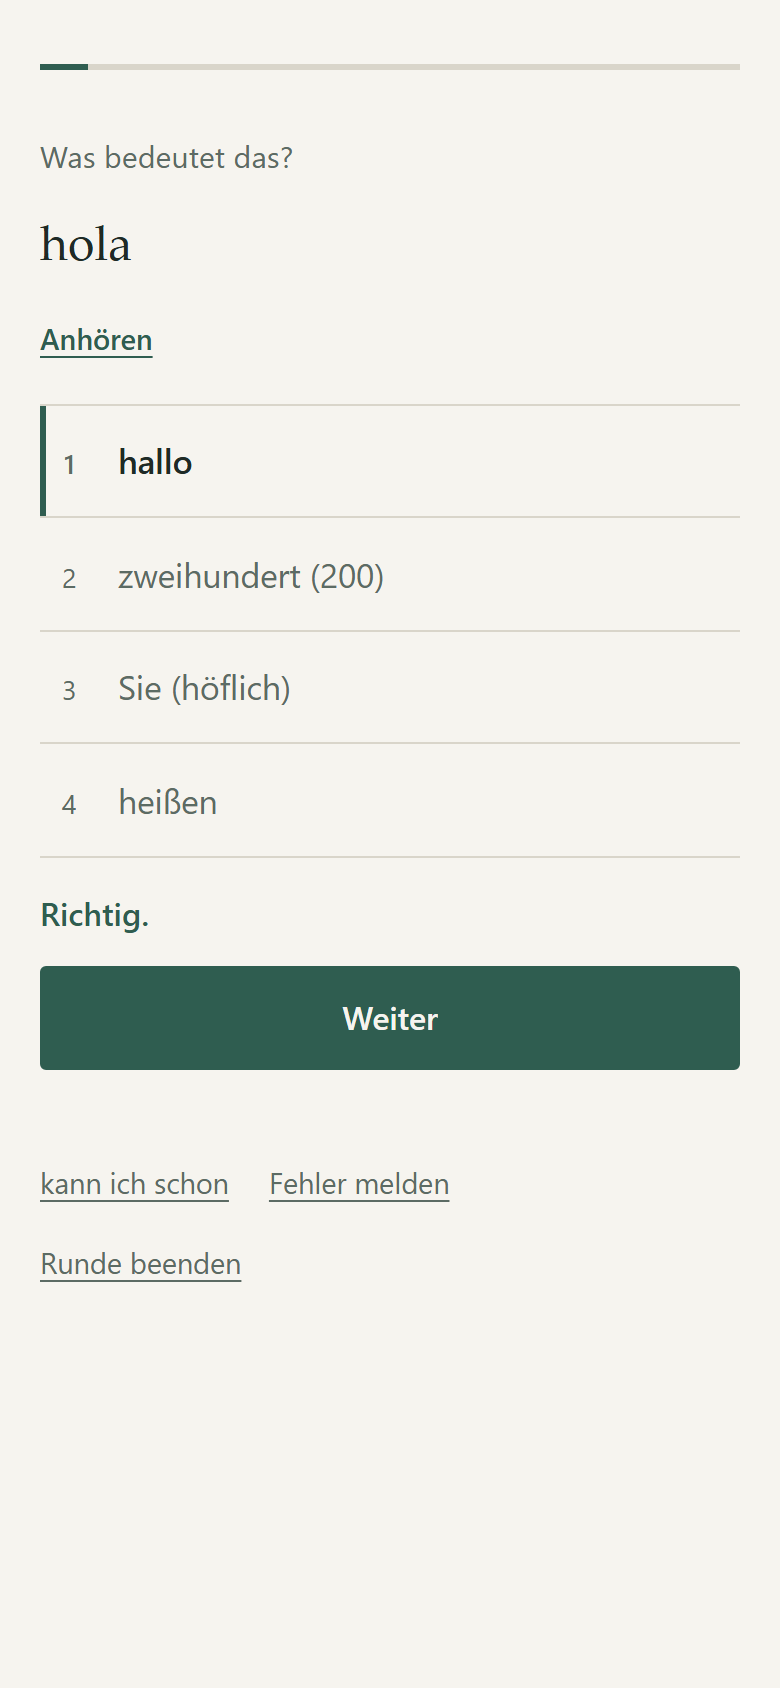 Was bedeutet das?
hola
Anhören
1 hallo
2 zweihundert (200)
3 Sie (höflich)
4 heißen
Richtig.
Weiter
kann ich schon Fehler melden
Runde beenden